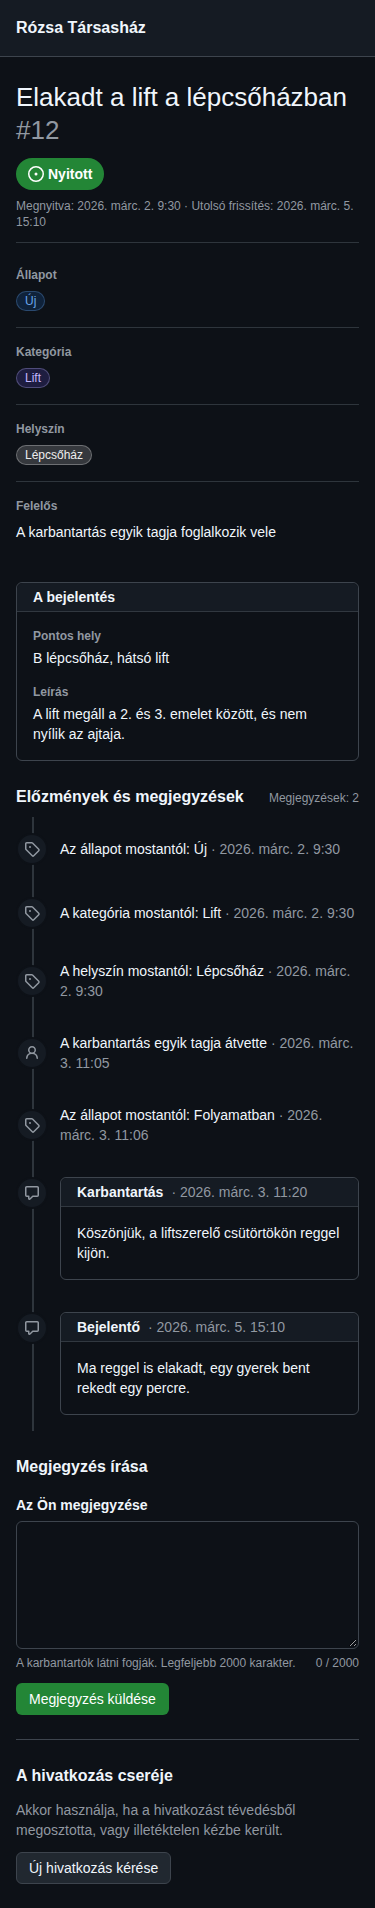 Rózsa Társasház
Elakadt a lift a lépcsőházban
#12
Nyitott
Megnyitva: 2026. márc. 2. 9:30 · Utolsó frissítés: 2026. márc. 5.
15:10
Állapot
Új
Kategória
Lift
Helyszín
Lépcsőház
Felelős
A karbantartás egyik tagja foglalkozik vele
A bejelentés
Pontos hely
B lépcsőház, hátsó lift
Leírás
A lift megáll a 2. és 3. emelet között, és nem
nyílik az ajtaja.
Előzmények és megjegyzések
Megjegyzések: 2
Az állapot mostantól: Új · 2026. márc. 2. 9:30
A kategória mostantól: Lift · 2026. márc. 2. 9:30
A helyszín mostantól: Lépcsőház · 2026. márc.
2. 9:30
A karbantartás egyik tagja átvette · 2026. márc.
3. 11:05
Az állapot mostantól: Folyamatban · 2026.
márc. 3. 11:06
Karbantartás · 2026. márc. 3. 11:20
Köszönjük, a liftszerelő csütörtökön reggel
kijön.
Bejelentő · 2026. márc. 5. 15:10
Ma reggel is elakadt, egy gyerek bent
rekedt egy percre.
Megjegyzés írása
Az Ön megjegyzése
A karbantartók látni fogják. Legfeljebb 2000 karakter.
0 / 2000
Megjegyzés küldése
A hivatkozás cseréje
Akkor használja, ha a hivatkozást tévedésből
megosztotta, vagy illetéktelen kézbe került.
Új hivatkozás kérése